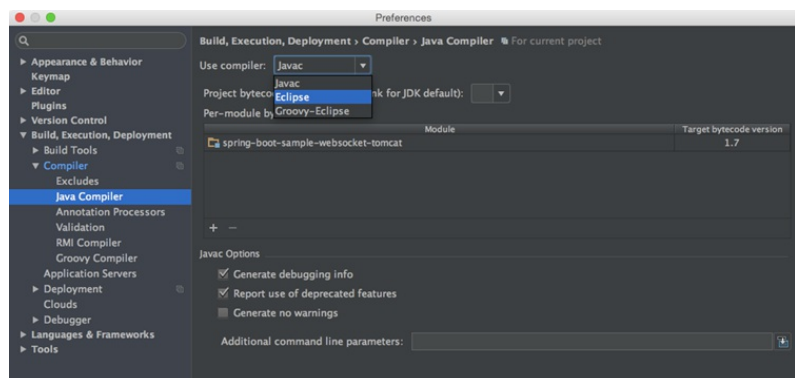 Preferences
Appearance & Behavior
Keymap
Editor
Plugins
Version Control
Build, Execution, Deployment
Build Tools
Compiler
Excludes
Java Compiler
Annotation Processors
Validation
RMI Compiler
Groovy Compiler
Application Servers
Deployment
Clouds
Debugger
Languages & Frameworks
Tools
Build, Execution, Deployment › Compiler › Java Compiler For current project
Use compiler: Javac
Javac
Eclipse
Groovy-Eclipse
Project byteco nk for JDK default):
Per-module by
Module Target bytecode version
spring-boot-sample-websocket-tomcat 1.7
+ −
Javac Options
Generate debugging info
Report use of deprecated features
Generate no warnings
Additional command line parameters: